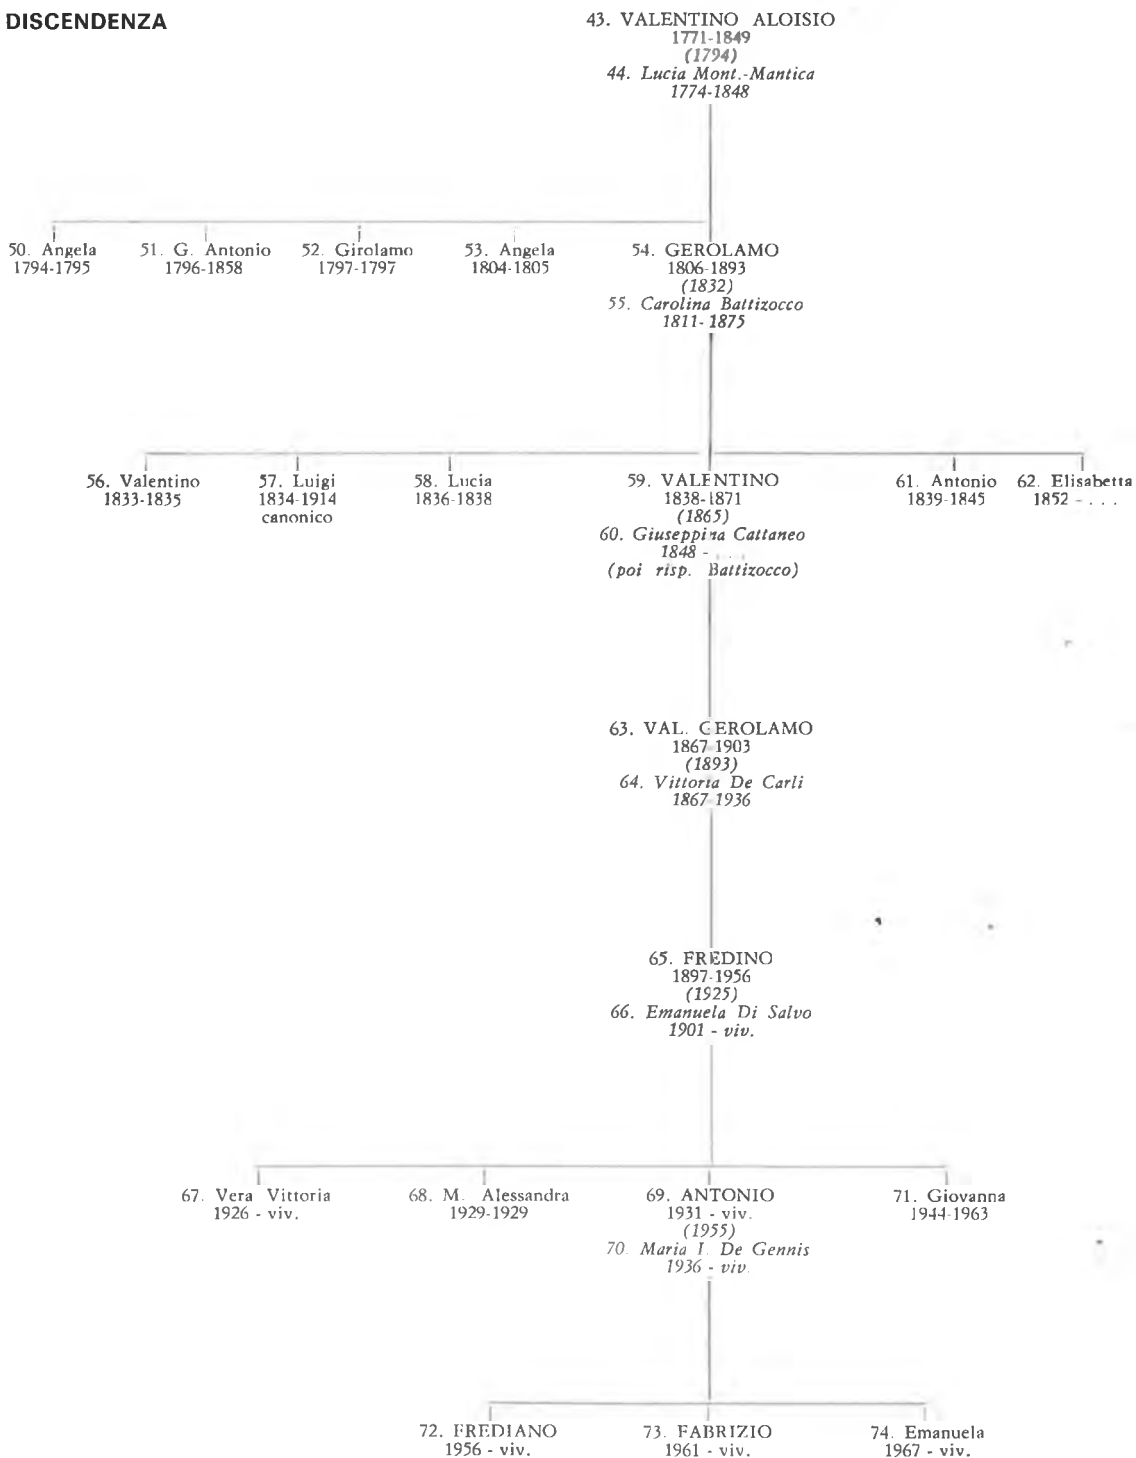 DISCENDENZA
43. VALENTINO ALOISIO
1771-1849
(1794)
44. Lucia Mont.-Mantica
1774-1848
50. Angela
1794-1795
51. G. Antonio
1796-1858
52. Girolamo
1797-1797
53. Angela
1804-1805
54. GEROLAMO
1806-1893
(1832)
55. Carolina Battizocco
1811-1875
56. Valentino
1833-1835
57. Luigi
1834-1914
canonico
58. Lucia
1836-1838
59. VALENTINO
1838-1871
(1865)
60. Giuseppina Cattaneo
1848 - . . .
(poi risp. Battizocco)
61. Antonio
1839-1845
62. Elisabetta
1852 - . . .
63. VAL. GEROLAMO
1867-1903
(1893)
64. Vittoria De Carli
1867-1936
65. FREDINO
1897-1956
(1925)
66. Emanuela Di Salvo
1901 - viv.
67. Vera Vittoria
1926 - viv.
68. M. Alessandra
1929-1929
69. ANTONIO
1931 - viv.
(1955)
70. Maria I. De Gennis
1936 - viv.
71. Giovanna
1944-1963
72. FREDIANO
1956 - viv.
73. FABRIZIO
1961 - viv.
74. Emanuela
1967 - viv.